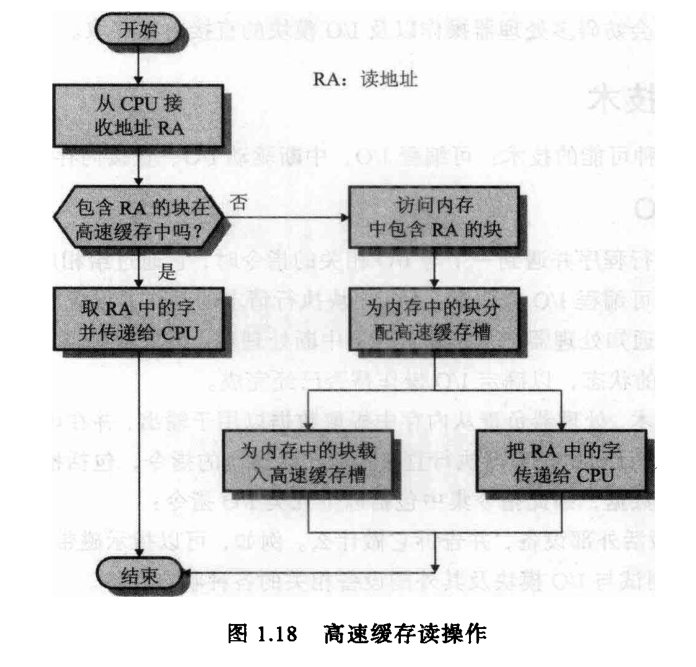 开始
RA：读地址
从 CPU 接
收地址 RA
包含 RA 的块在
高速缓存中吗？
否
访问内存
中包含 RA 的块
是
取 RA 中的字
并传递给 CPU
为内存中的块分
配高速缓存槽
为内存中的块载
入高速缓存槽
把 RA 中的字
传递给 CPU
结束
图 1.18 高速缓存读操作